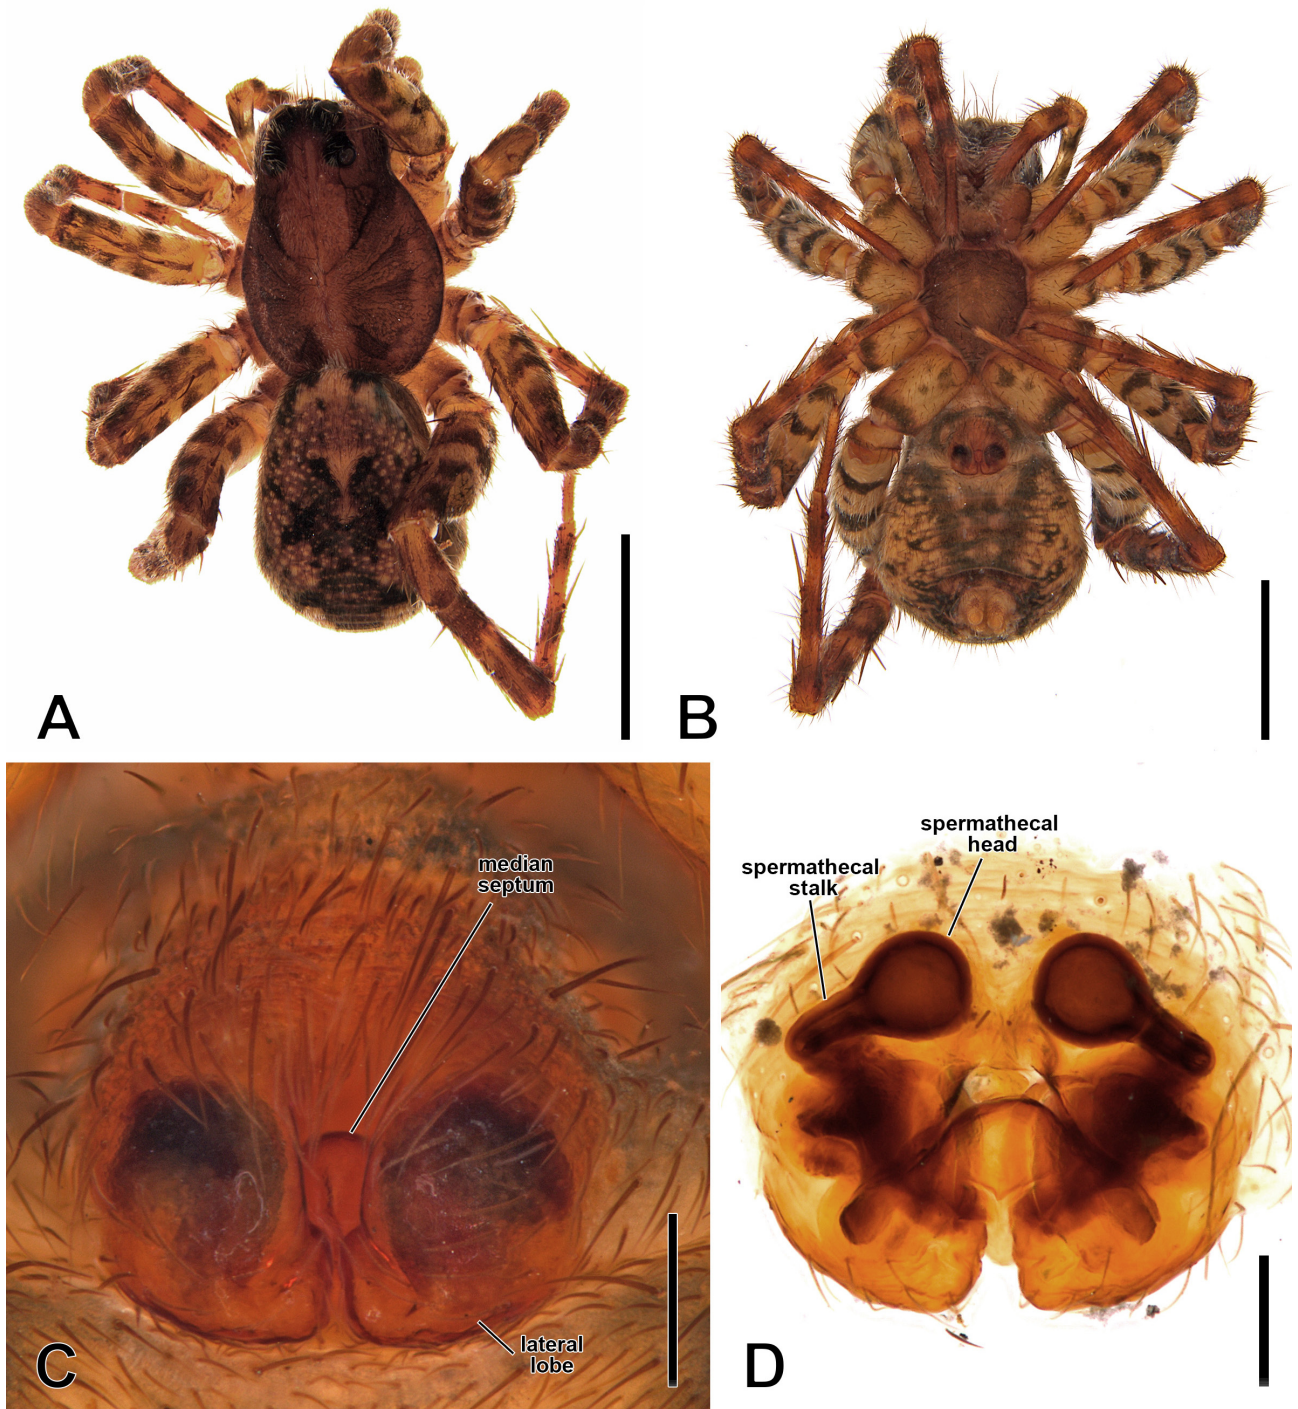 A
B
median
septum
lateral
lobe
C
spermathecal
head
spermathecal
stalk
D